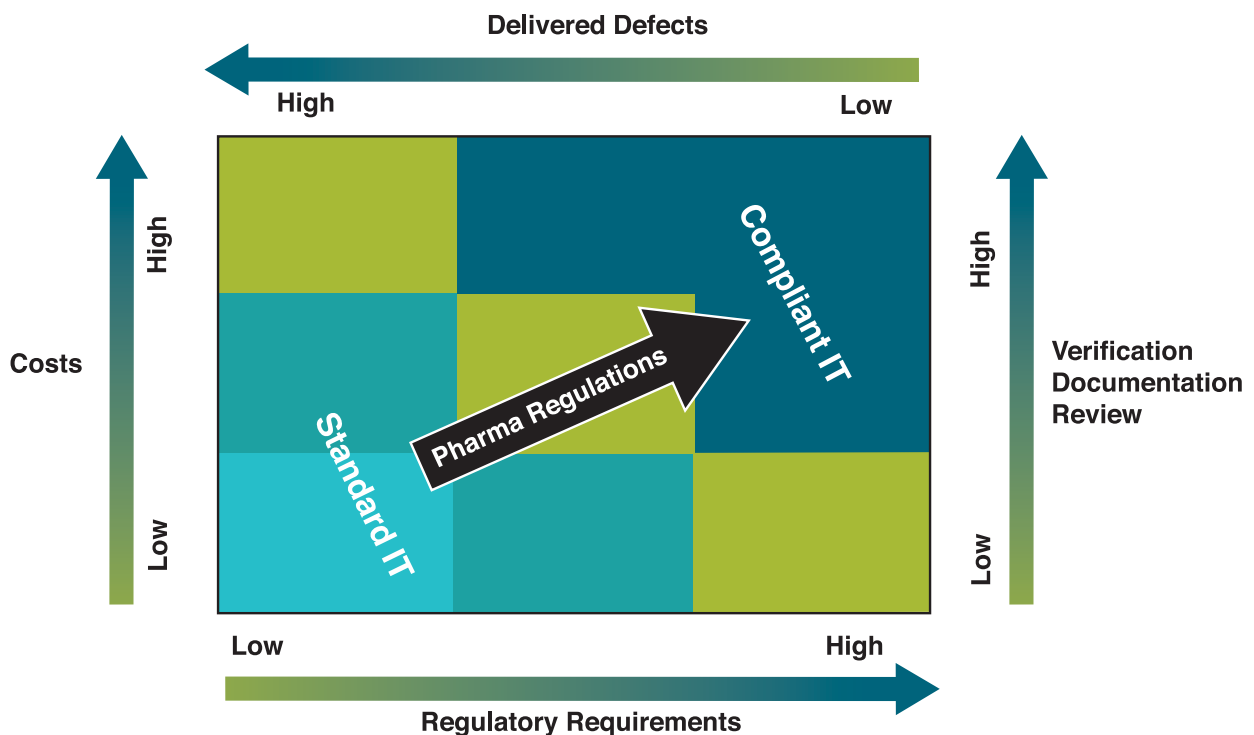 Delivered Defects
High
Low
High
High
Costs
Low
Low
Compliant IT
Pharma Regulations
Standard IT
Verification
Documentation
Review
Low
High
Regulatory Requirements